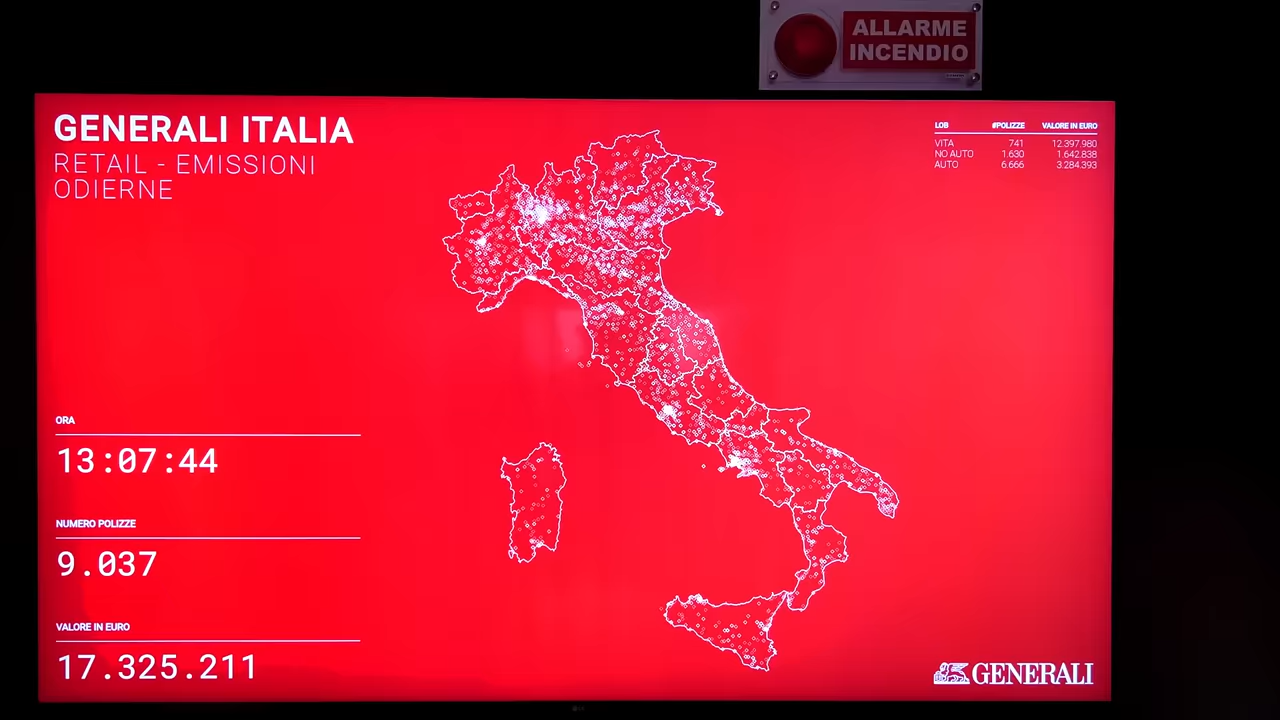 ALLARME
INCENDIO
GENERALI ITALIA
RETAIL - EMISSIONI
ODIERNE
LOB #POLIZZE VALORE IN EURO
VITA 741 12.397.980
NO AUTO 1.630 1.642.838
AUTO 6.666 3.284.393
ORA
13:07:44
NUMERO POLIZZE
9.037
VALORE IN EURO
17.325.211
GENERALI
LG